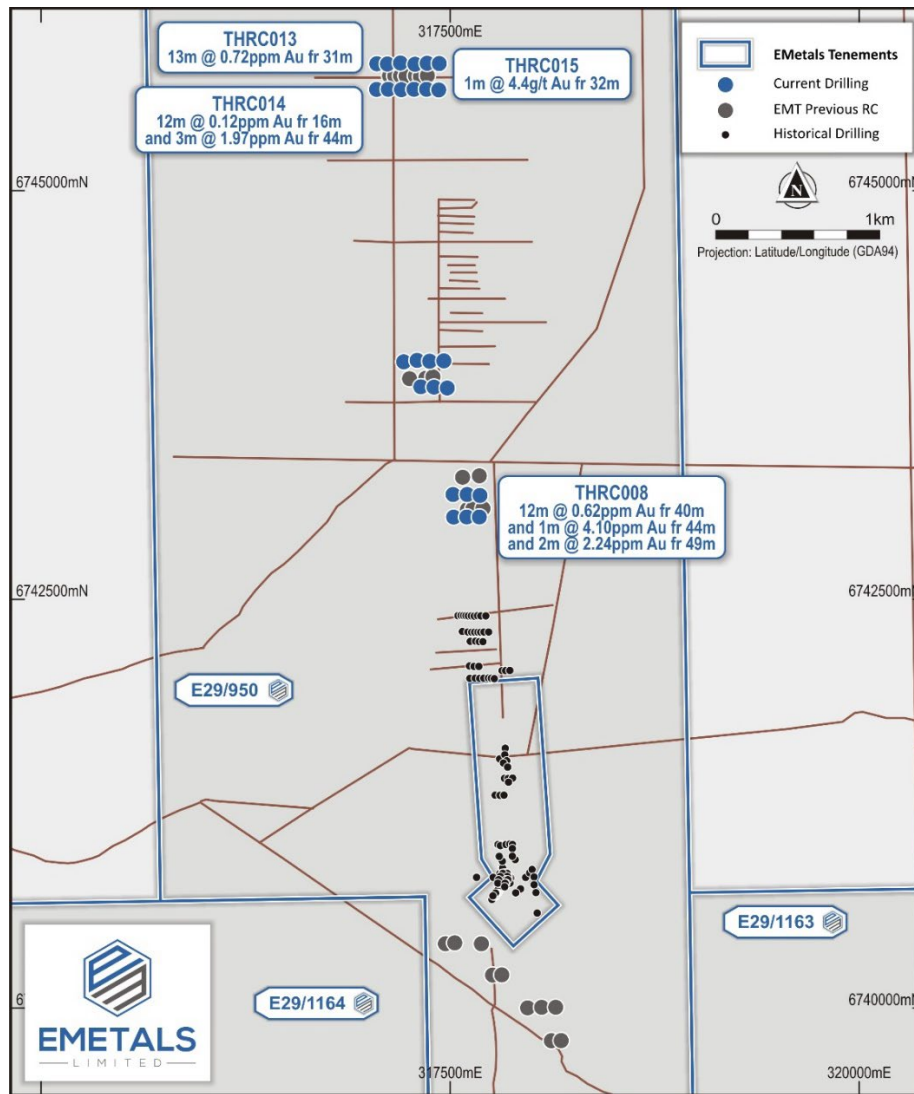 317500mE
THRC013
13m @ 0.72ppm Au fr 31m
THRC015
1m @ 4.4g/t Au fr 32m
THRC014
12m @ 0.12ppm Au fr 16m
and 3m @ 1.97ppm Au fr 44m
EMetals Tenements
Current Drilling
EMT Previous RC
Historical Drilling
N
6745000mN
6745000mN
0 1km
Projection: Latitude/Longitude (GDA94)
THRC008
12m @ 0.62ppm Au fr 40m
and 1m @ 4.10ppm Au fr 44m
and 2m @ 2.24ppm Au fr 49m
6742500mN
6742500mN
E29/950
E29/1163
E29/1164
6740000mN
EMETALS
LIMITED
317500mE
320000mE